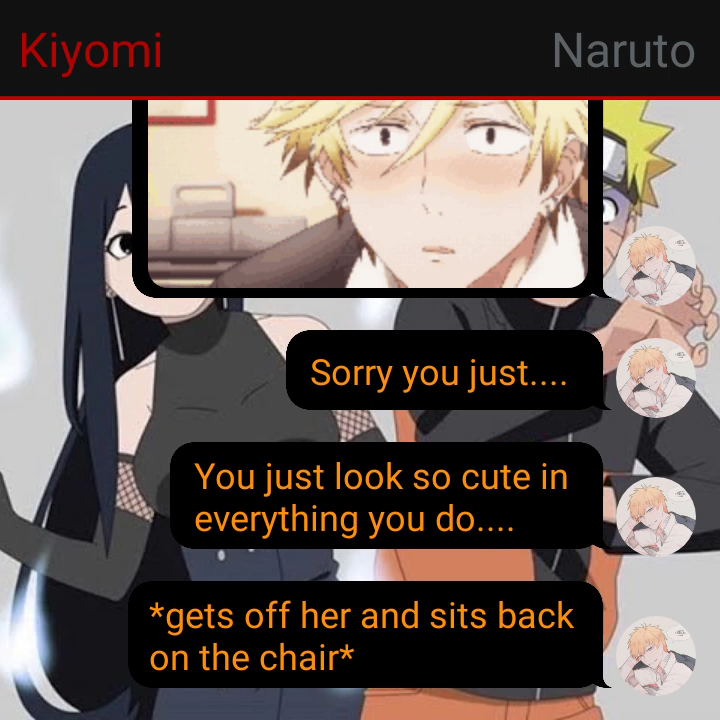 Kiyomi Naruto
Sorry you just....
You just look so cute in
everything you do....
*gets off her and sits back
on the chair*